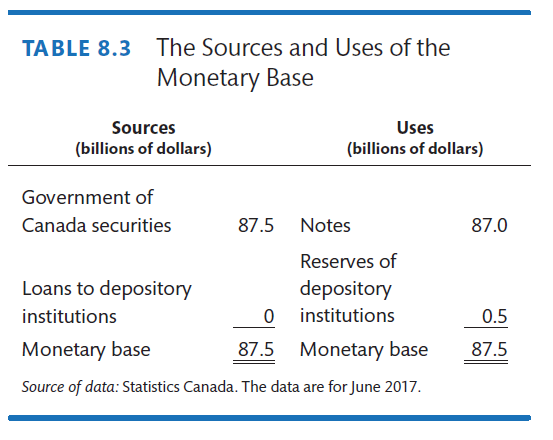 TABLE 8.3 The Sources and Uses of the
Monetary Base
Sources Uses
(billions of dollars) (billions of dollars)
Government of
Canada securities 87.5 Notes 87.0
Reserves of
Loans to depository depository
institutions 0 institutions 0.5
Monetary base 87.5 Monetary base 87.5
Source of data: Statistics Canada. The data are for June 2017.